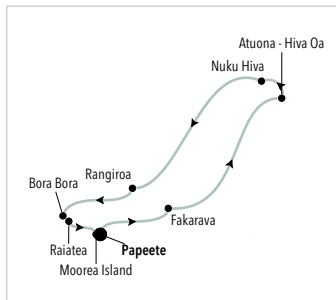 Atuona - Hiva Oa
Nuku Hiva
Rangiroa
Bora Bora
Fakarava
Raiatea
Papeete
Moorea Island